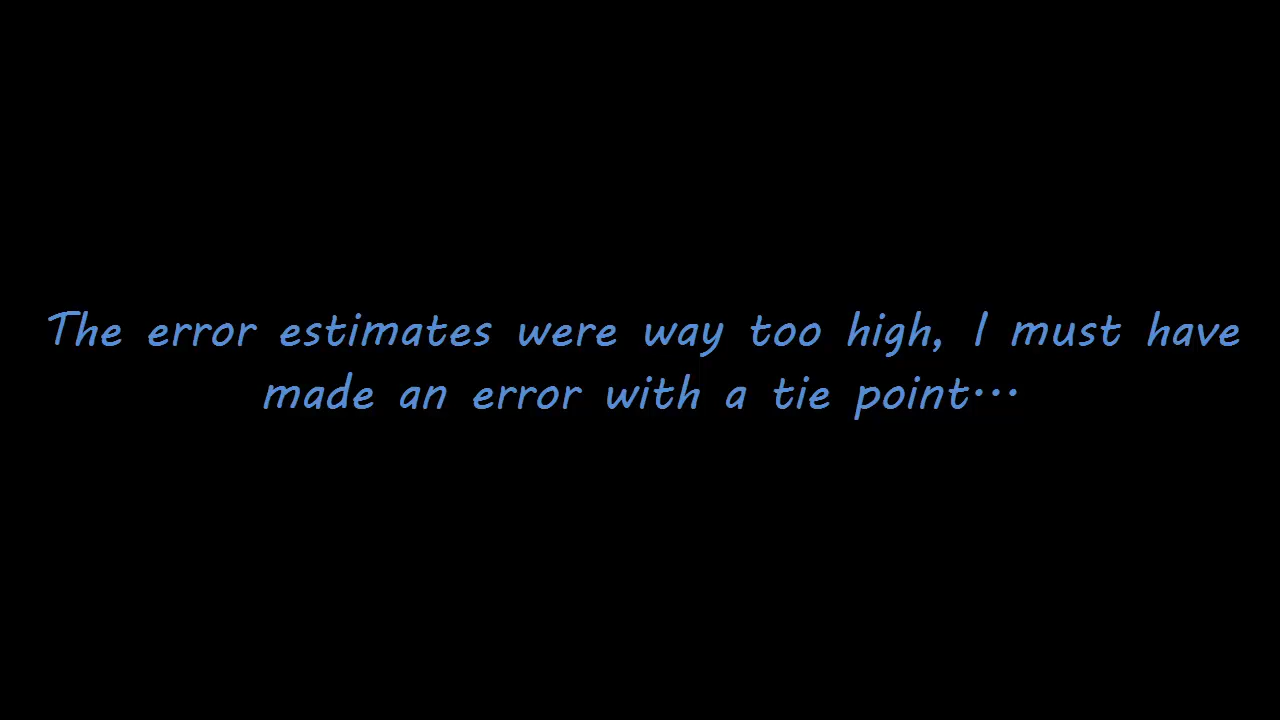 The error estimates were way too high, I must have
made an error with a tie point...